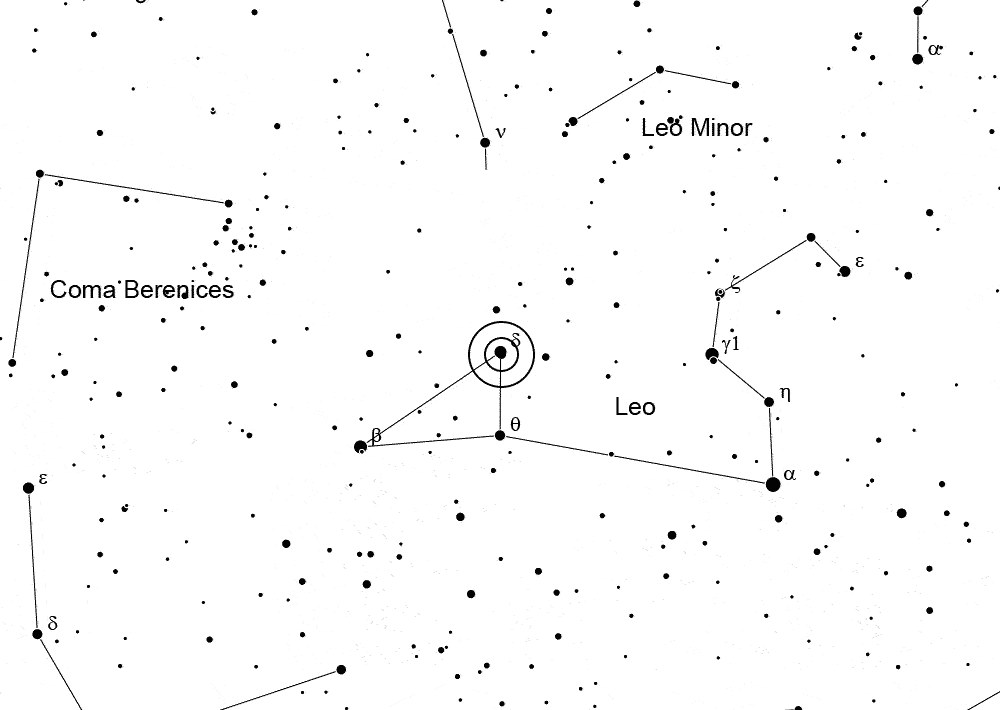 α
ν
Leo Minor
ε
Coma Berenices
ζ
δ
γ1
η
Leo
β
θ
α
ε
δ